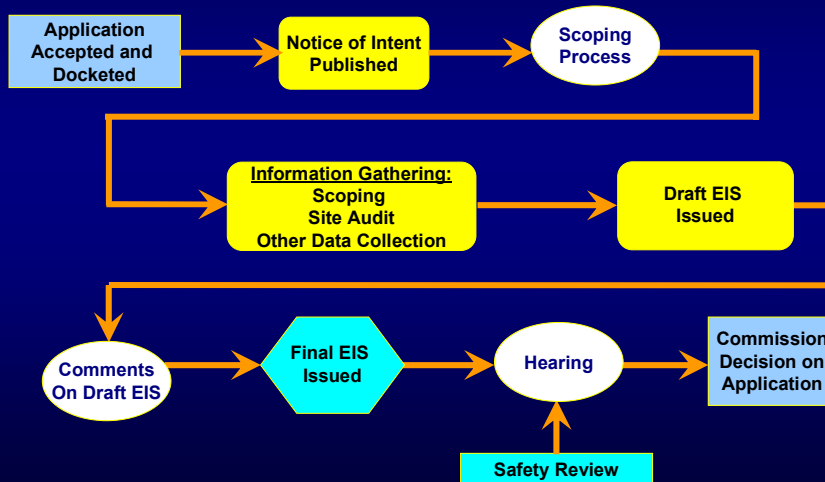 Application
Accepted and
Docketed
Notice of Intent
Published
Scoping
Process
Information Gathering:
Scoping
Site Audit
Other Data Collection
Draft EIS
Issued
Comments
On Draft EIS
Final EIS
Issued
Hearing
Commission
Decision on
Application
Safety Review